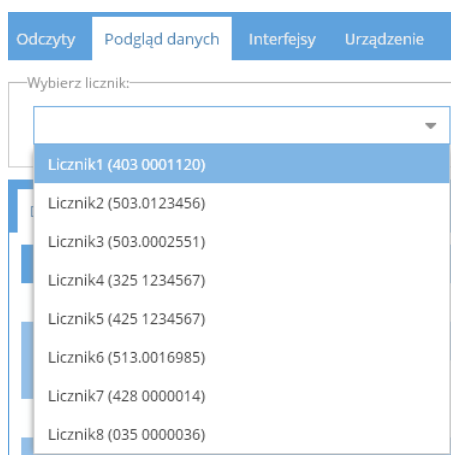 Odczyty Podgląd danych Interfejsy Urządzenie
Wybierz licznik:
Licznik1 (403 0001120)
Licznik2 (503.0123456)
Licznik3 (503.0002551)
Licznik4 (325 1234567)
Licznik5 (425 1234567)
Licznik6 (513.0016985)
Licznik7 (428 0000014)
Licznik8 (035 0000036)